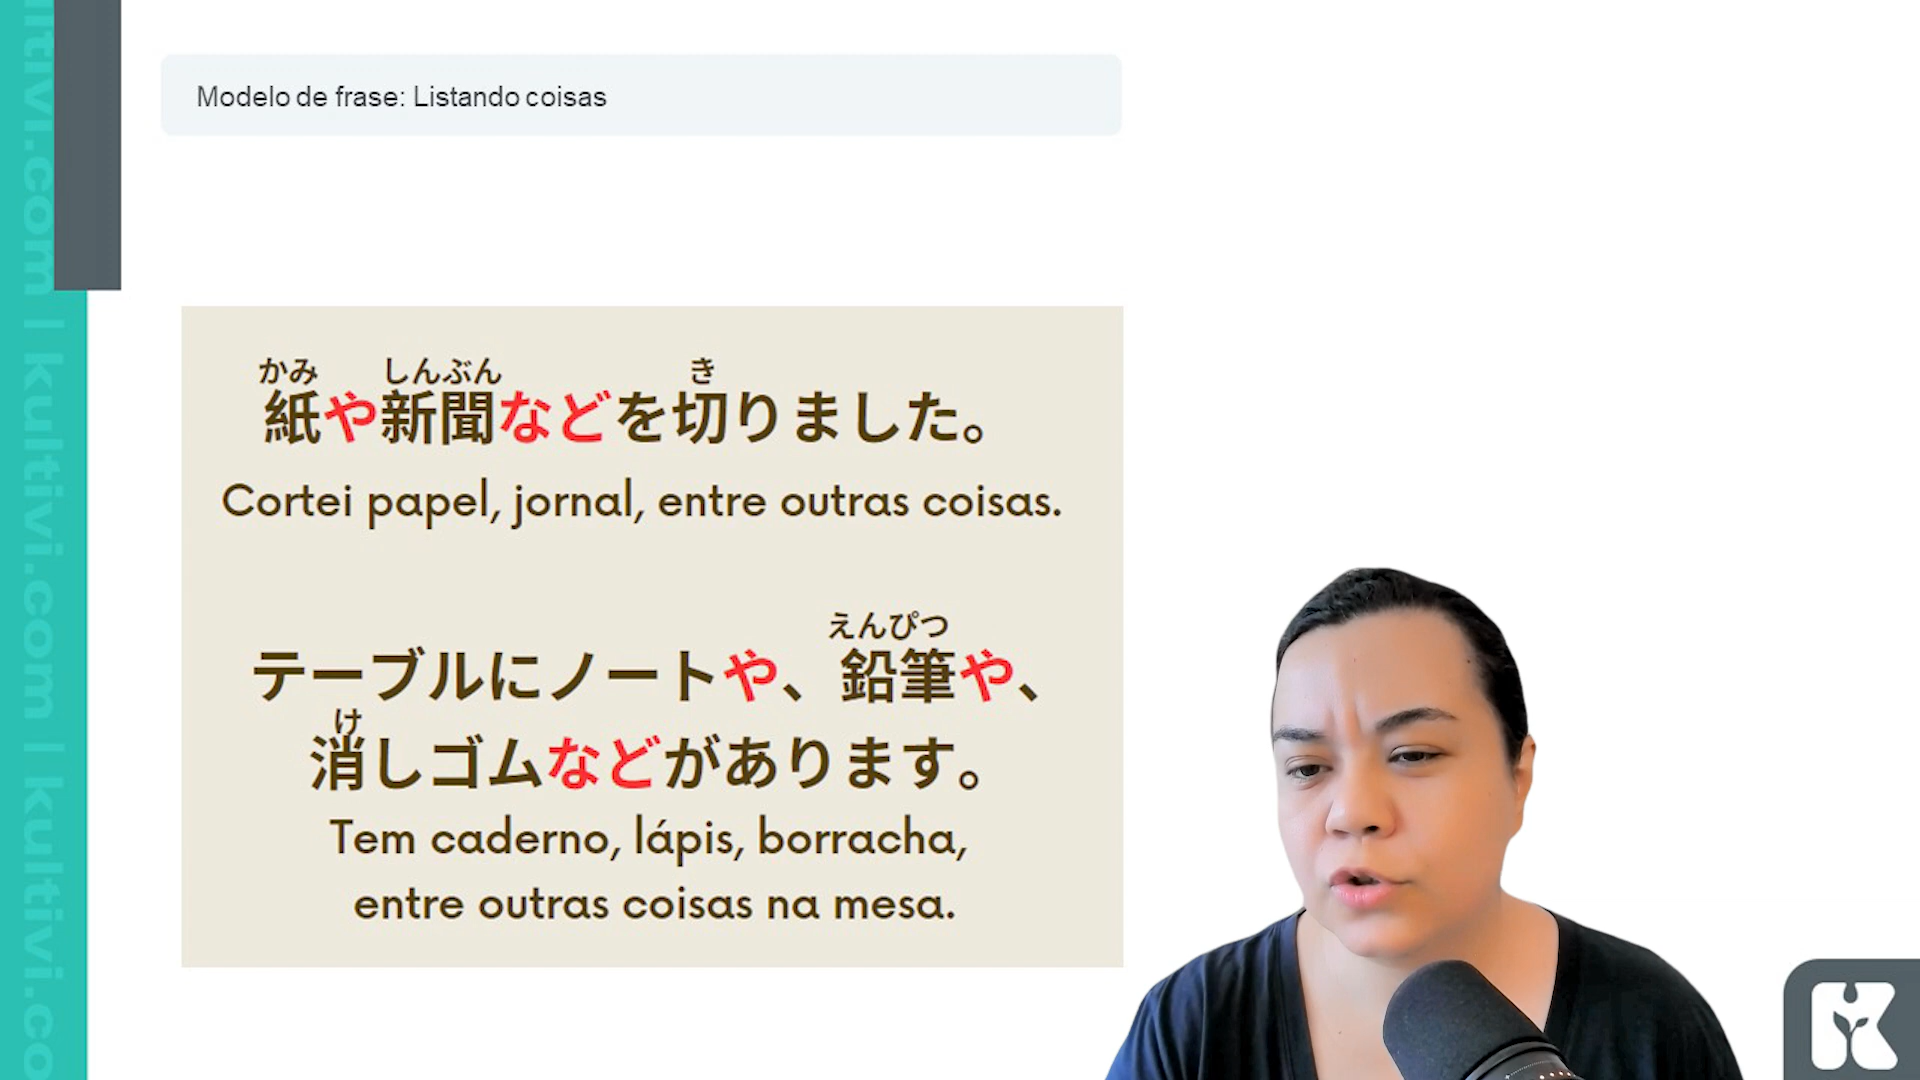 Modelo de frase: Listando coisas
かみ しんぶん き
紙や新聞などを切りました。
Cortei papel, jornal, entre outras coisas.
えんぴつ
テーブルにノートや、鉛筆や、
け
消しゴムなどがあります。
Tem caderno, lápis, borracha,
entre outras coisas na mesa.
ultivi.com | kultivi.com | kultivi.co